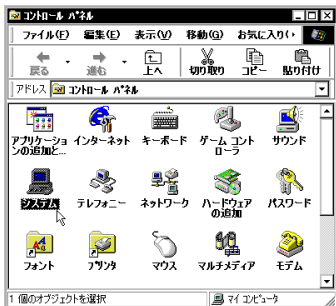 コントロール パネル
ファイル(F) 編集(E) 表示(V) 移動(G) お気に入り(
戻る 進む 上へ 切り取り コピー 貼り付け
アドレス コントロール パネル
アプリケーションの追加と... インターネット キーボード ゲーム コントローラ サウンド
システム テレフォニー ネットワーク ハードウェアの追加 パスワード
フォント プリンタ マウス マルチメディア モデム
1 個のオブジェクトを選択 マイ コンピュータ